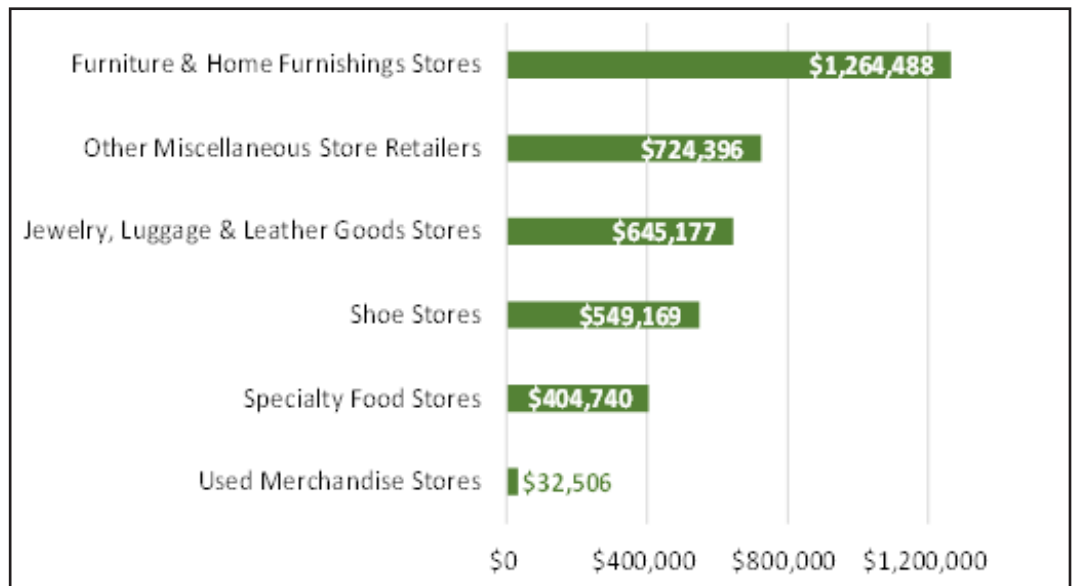 Furniture & Home Furnishings Stores $1,264,488
Other Miscellaneous Store Retailers $724,396
Jewelry, Luggage & Leather Goods Stores $645,177
Shoe Stores $549,169
Specialty Food Stores $404,740
Used Merchandise Stores $32,506
$0 $400,000 $800,000 $1,200,000